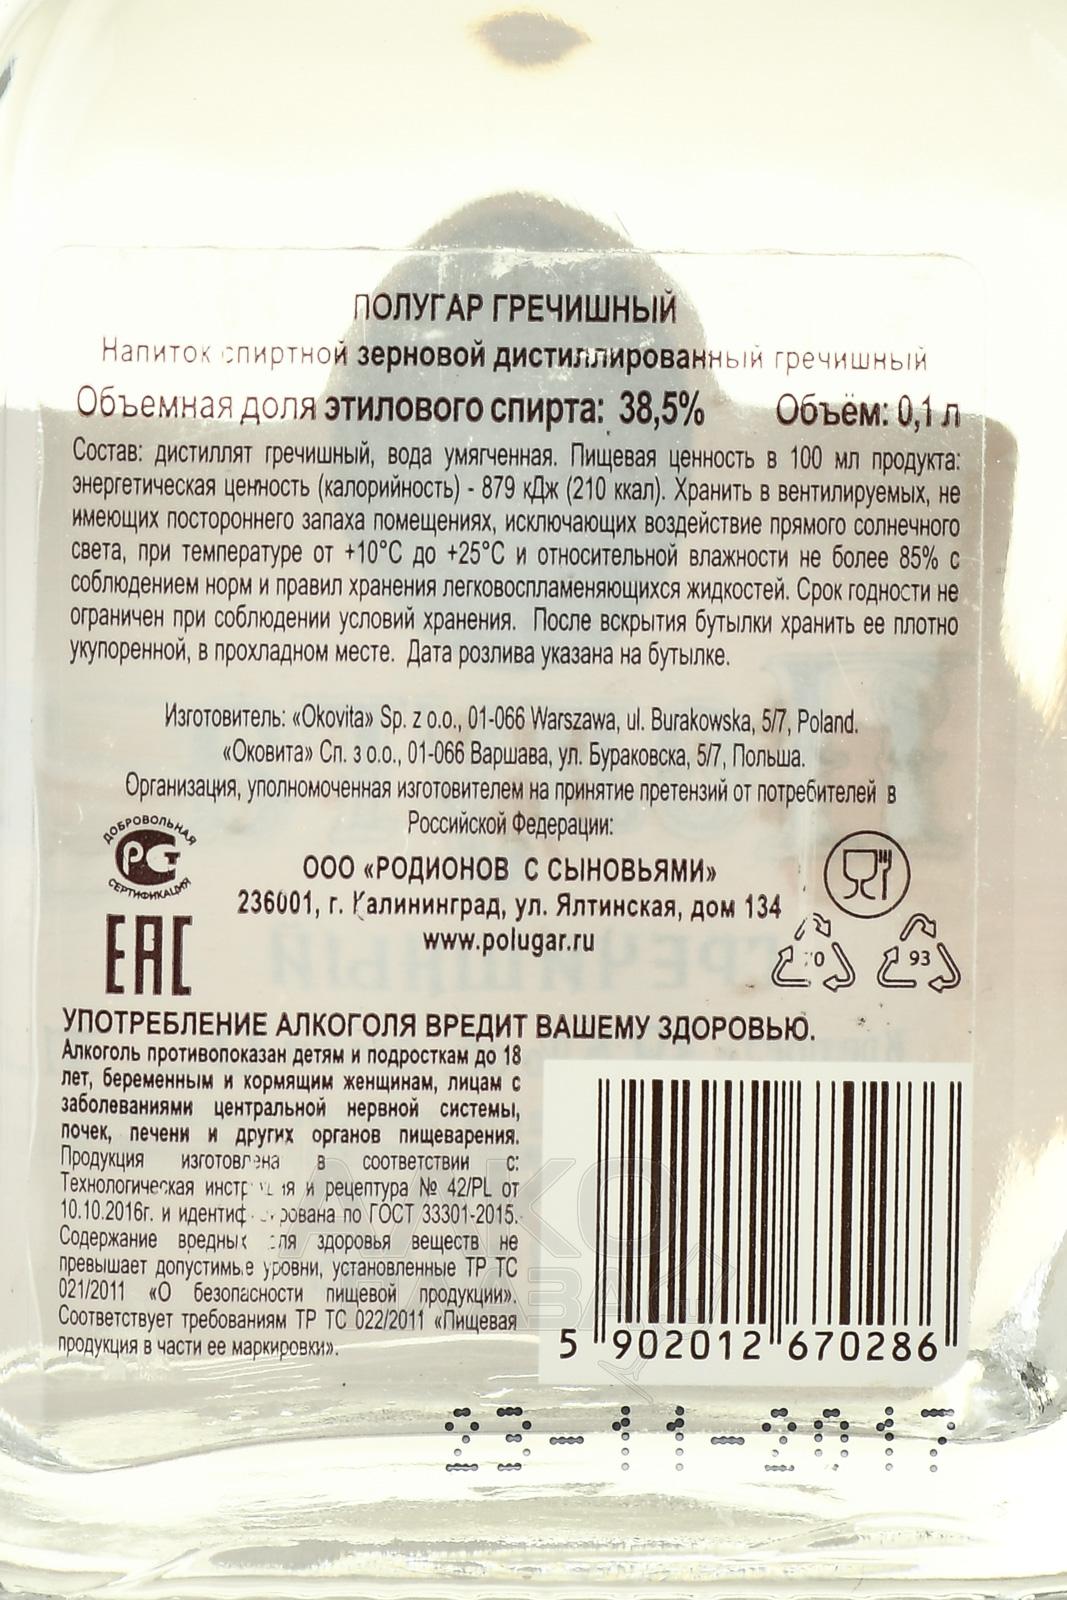 ПОЛУГАР ГРЕЧИШНЫЙ
Напиток спиртной зерновой дистиллированный гречишный
Объемная доля этилового спирта: 38,5% Объём: 0,1 л
Состав: дистиллят гречишный, вода умягченная. Пищевая ценность в 100 мл продукта:
энергетическая ценность (калорийность) - 879 кДж (210 ккал). Хранить в вентилируемых, не
имеющих постороннего запаха помещениях, исключающих воздействие прямого солнечного
света, при температуре от +10°С до +25°С и относительной влажности не более 85% с
соблюдением норм и правил хранения легковоспламеняющихся жидкостей. Срок годности не
ограничен при соблюдении условий хранения. После вскрытия бутылки хранить ее плотно
укупоренной, в прохладном месте. Дата розлива указана на бутылке.
Изготовитель: «Okovita» Sp. z o.o., 01-066 Warszawa, ul. Burakowska, 5/7, Poland.
«Оковита» Сп. з о.о., 01-066 Варшава, ул. Бураковска, 5/7, Польша.
Организация, уполномоченная изготовителем на принятие претензий от потребителей в
Российской Федерации:
ДОБРОВОЛЬНАЯ
РСТ
СЕРТИФИКАЦИЯ
ООО «РОДИОНОВ С СЫНОВЬЯМИ»
236001, г. Калининград, ул. Ялтинская, дом 134
www.polugar.ru
EAC
93
УПОТРЕБЛЕНИЕ АЛКОГОЛЯ ВРЕДИТ ВАШЕМУ ЗДОРОВЬЮ.
Алкоголь противопоказан детям и подросткам до 18
лет, беременным и кормящим женщинам, лицам с
заболеваниями центральной нервной системы,
почек, печени и других органов пищеварения.
Продукция изготовлена в соответствии с:
Технологическая инструкция и рецептура № 42/PL от
10.10.2016г. и идентифицирована по ГОСТ 33301-2015.
Содержание вредных для здоровья веществ не
превышает допустимые уровни, установленные ТР ТС
021/2011 «О безопасности пищевой продукции».
Соответствует требованиям ТР ТС 022/2011 «Пищевая
продукция в части ее маркировки».
5 902012 670286
23-11-2017